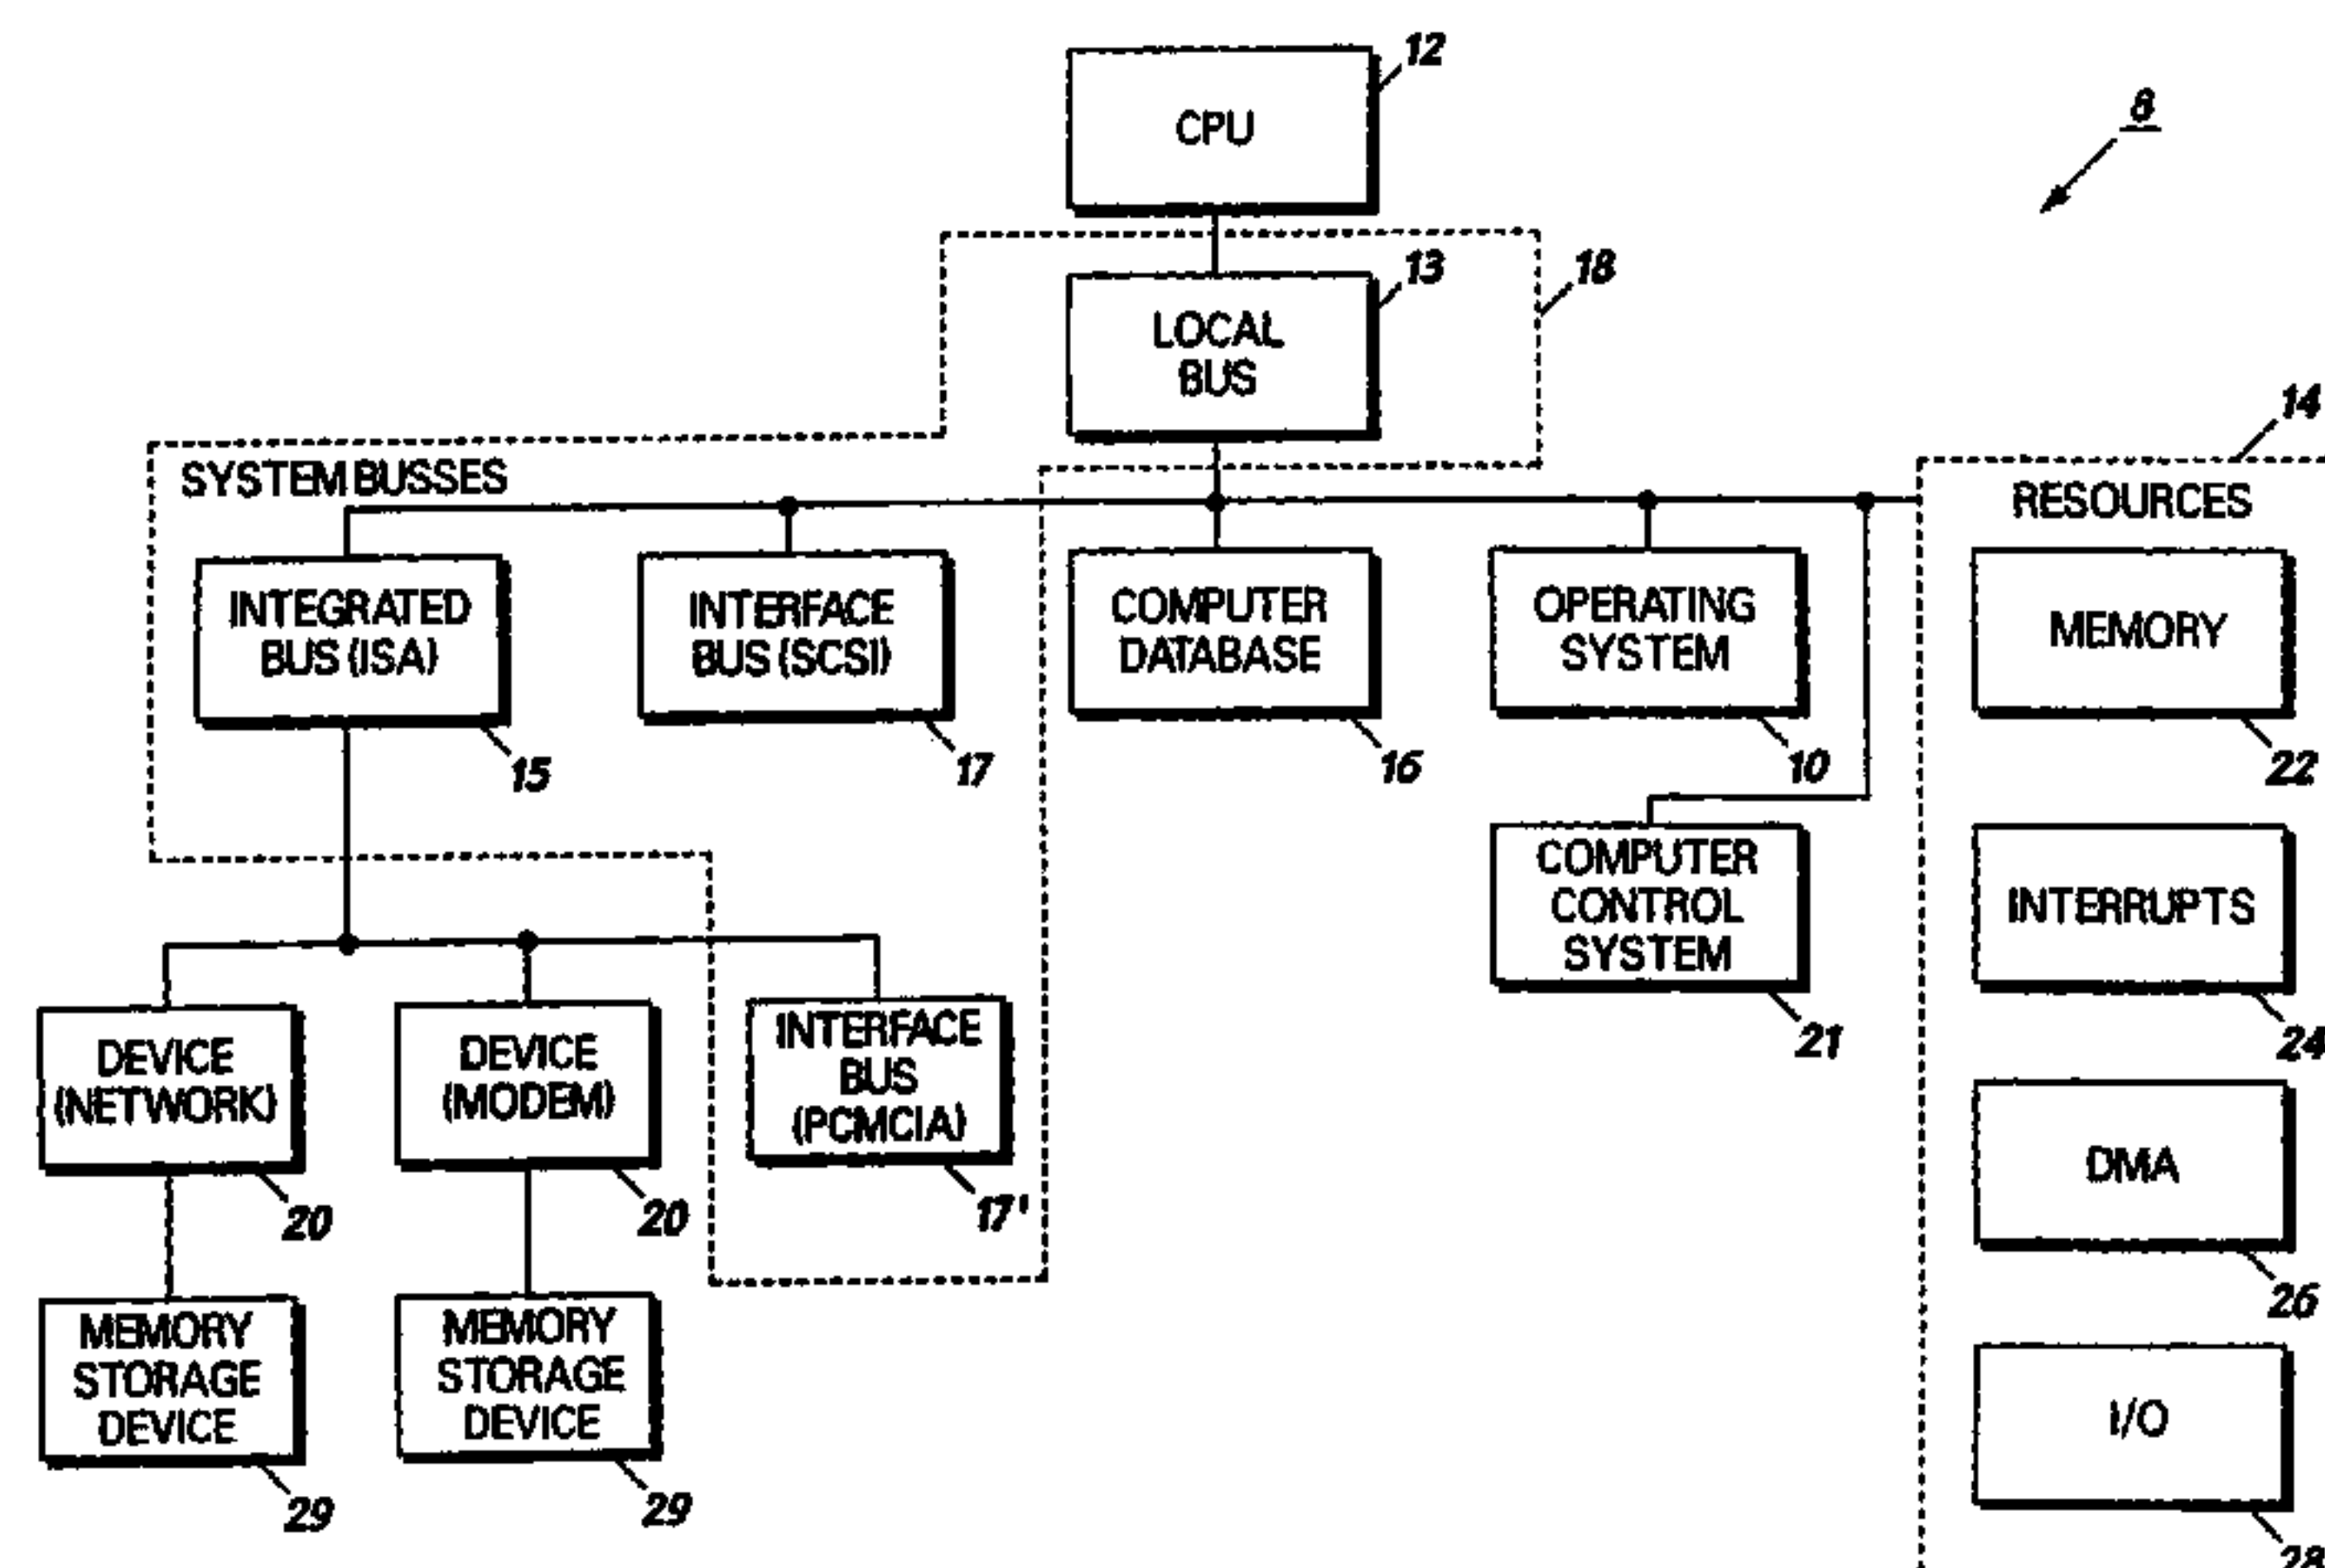 12
CPU
8
13
18
LOCAL
BUS
14
SYSTEM BUSSES
RESOURCES
INTEGRATED
BUS (ISA)
15
INTERFACE
BUS (SCSI)
17
COMPUTER
DATABASE
16
OPERATING
SYSTEM
10
MEMORY
22
COMPUTER
CONTROL
SYSTEM
21
INTERRUPTS
24
DEVICE
(NETWORK)
20
DEVICE
(MODEM)
20
INTERFACE
BUS
(PCMCIA)
17'
DMA
26
MEMORY
STORAGE
DEVICE
29
MEMORY
STORAGE
DEVICE
29
I/O
28